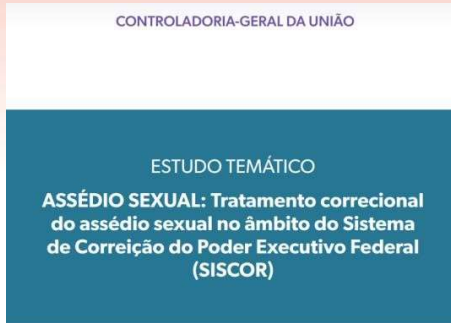 CONTROLADORIA-GERAL DA UNIÃO
ESTUDO TEMÁTICO
ASSÉDIO SEXUAL: Tratamento correcional
do assédio sexual no âmbito do Sistema
de Correição do Poder Executivo Federal
(SISCOR)